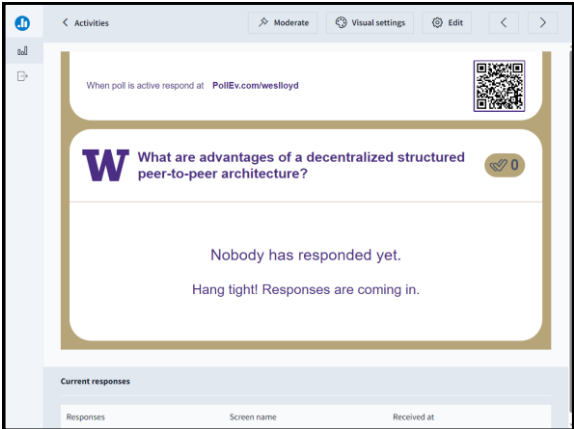 Activities
Moderate
Visual settings
Edit
When poll is active respond at PollEv.com/weslloyd
W
What are advantages of a decentralized structured
peer-to-peer architecture?
0
Nobody has responded yet.
Hang tight! Responses are coming in.
Current responses
Responses Screen name Received at